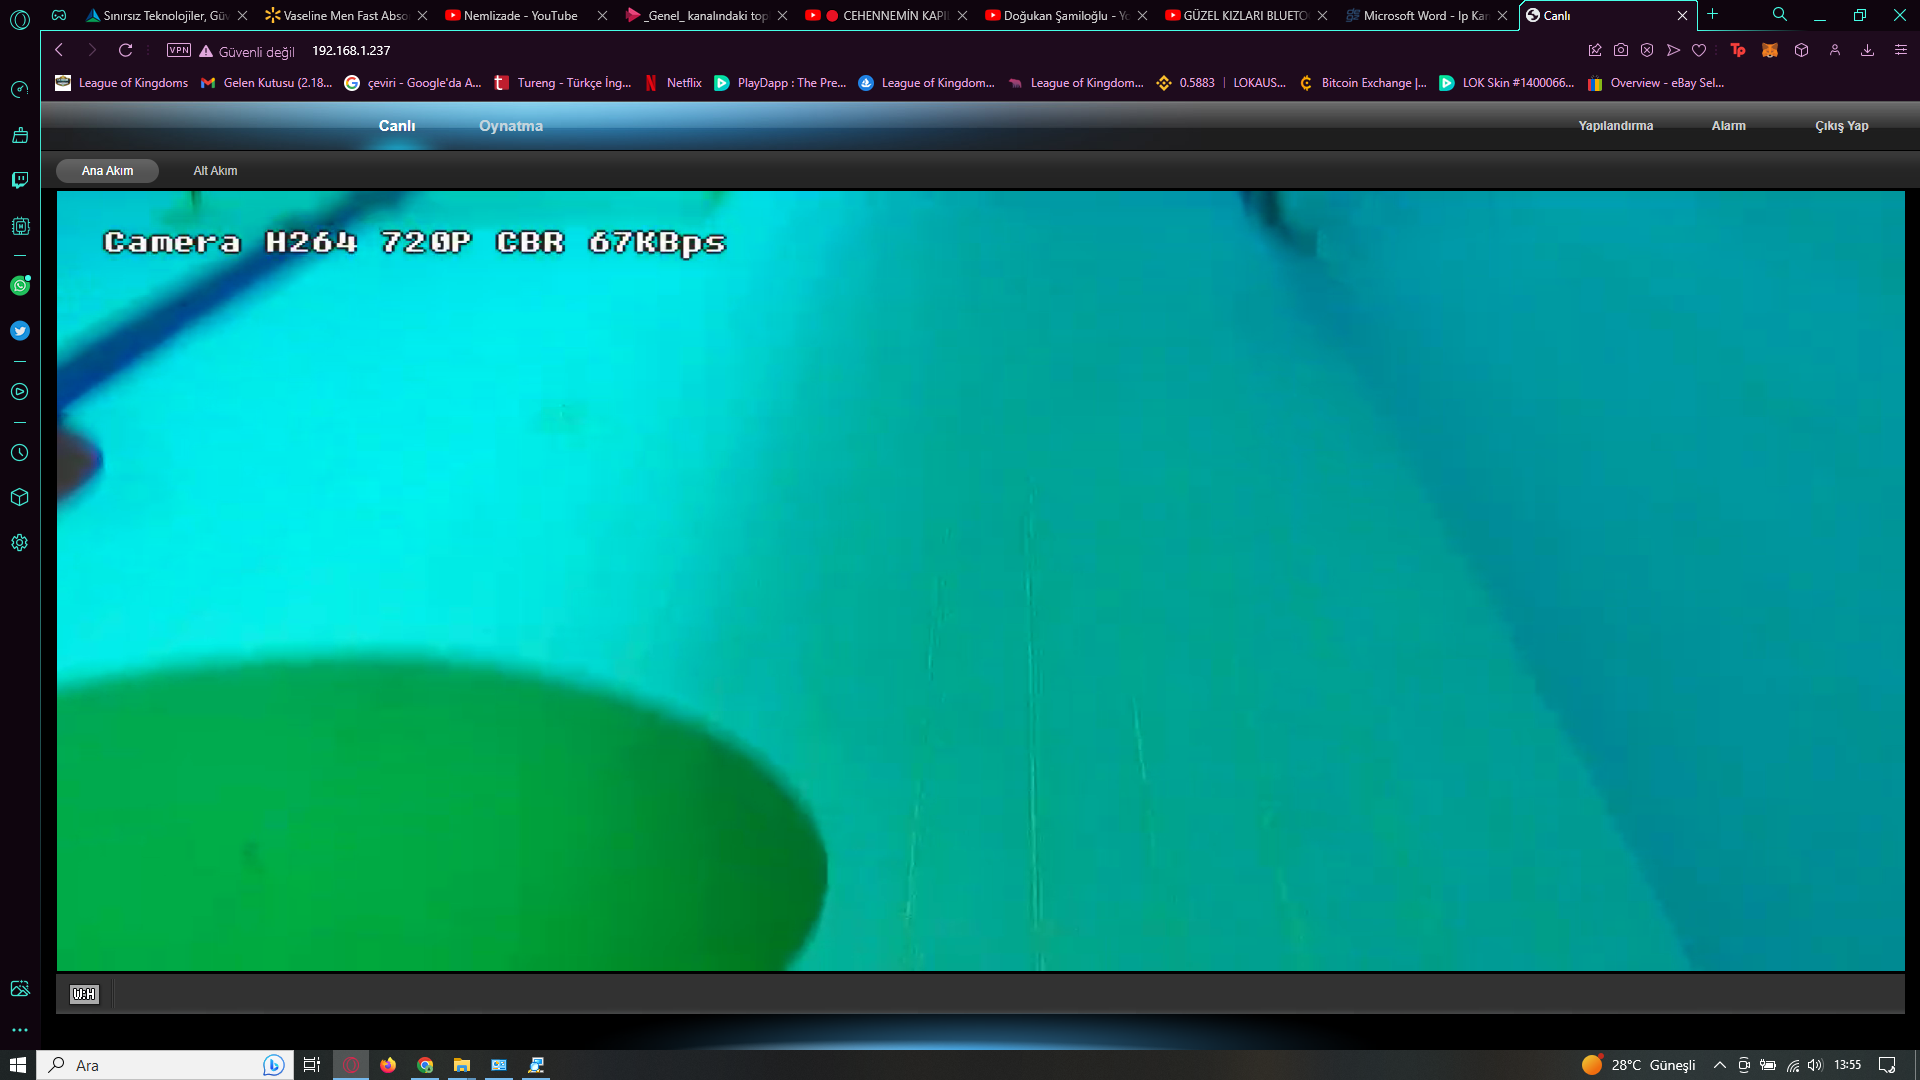 Sınırsız Teknolojiler, Gü
Vaseline Men Fast Abso
Nemlizade - YouTube
_Genel_ kanalındaki top
CEHENNEMİN KAPI
Doğukan Şamiloğlu - Yo
GÜZEL KIZLARI BLUETO
Microsoft Word - Ip Kam
Canlı
VPN
Güvenli değil
192.168.1.237
Tp
League of Kingdoms
Gelen Kutusu (2.18...
çeviri - Google'da A...
Tureng - Türkçe İng...
Netflix
PlayDapp : The Pre...
League of Kingdom...
League of Kingdom...
0.5883 | LOKAUS...
Bitcoin Exchange |...
LOK Skin #1400066...
Overview - eBay Sel...
Canlı
Oynatma
Yapılandırma
Alarm
Çıkış Yap
Ana Akım
Alt Akım
Camera H264 720P CBR 67KBps
W:H
Ara
28°C Güneşli
13:55